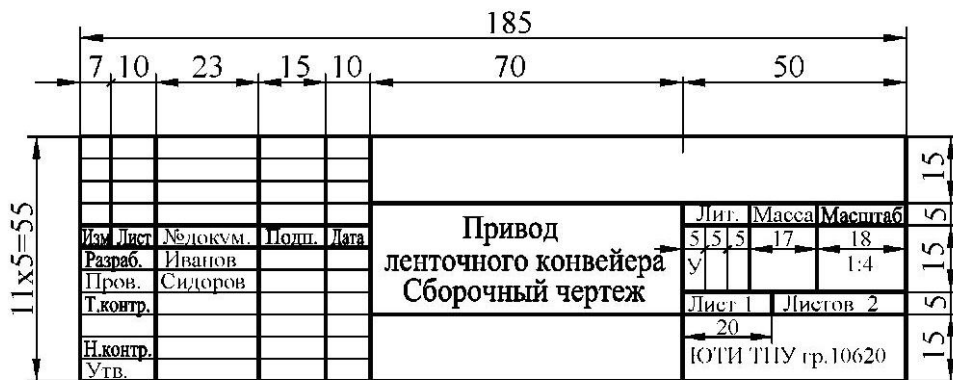 185
7 10 23 15 10 70 50
11х5=55
15
Лит. Масса Масштаб 5
Изм Лист №докум. Подп. Дата
Привод
ленточного конвейера
Сборочный чертеж
5 5 5 17 18
15
Разраб. Иванов
У 1:4
Пров. Сидоров
Т.контр.
Лист 1 Листов 2 5
20
15
Н.контр.
ЮТИ ТПУ гр.10620
Утв.